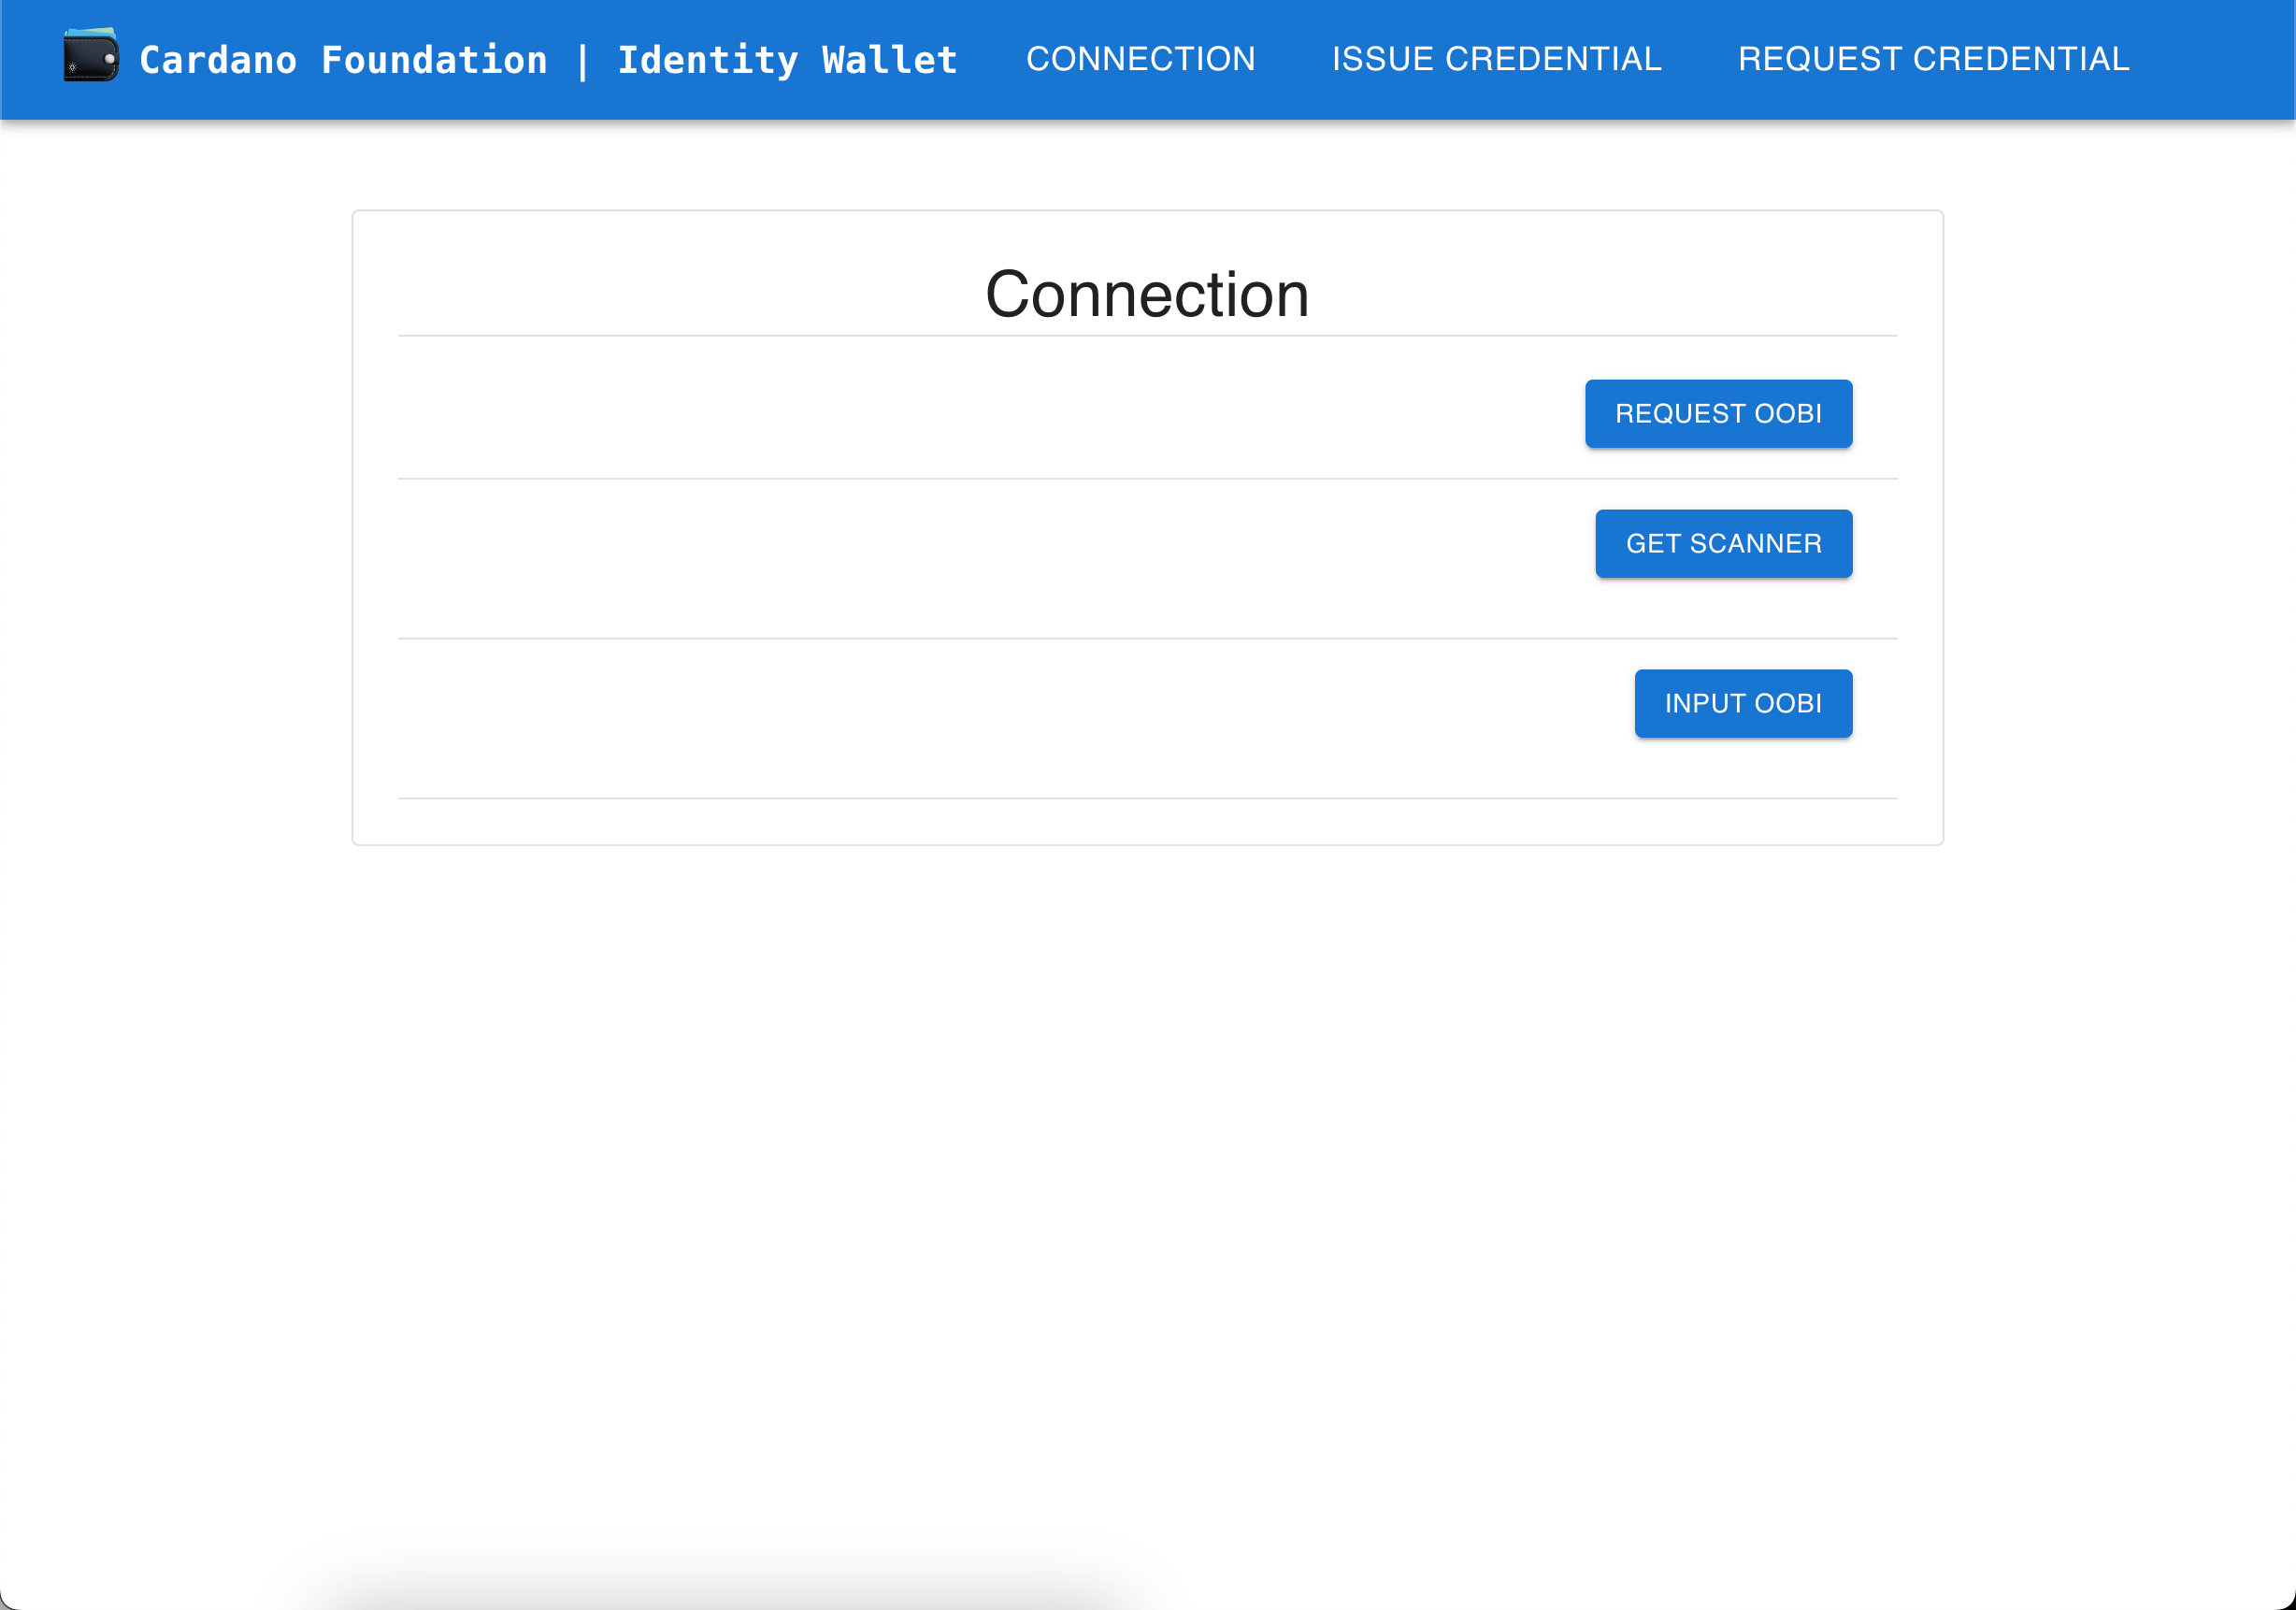 Cardano Foundation | Identity Wallet CONNECTION ISSUE CREDENTIAL REQUEST CREDENTIAL
Connection
REQUEST OOBI
GET SCANNER
INPUT OOBI